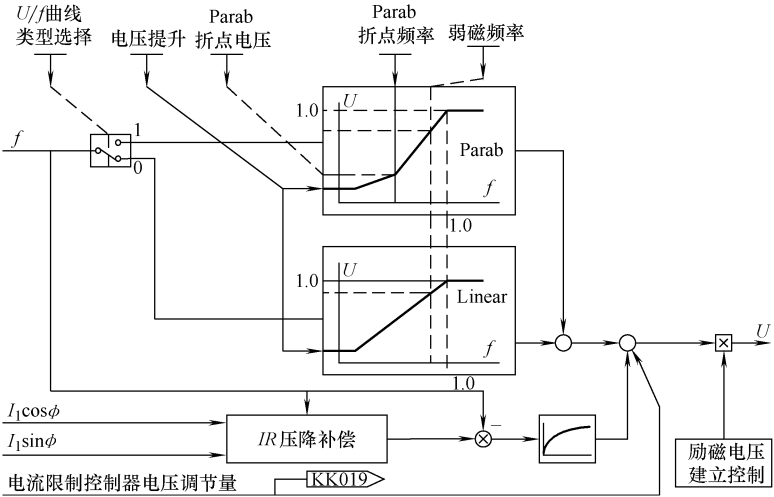 U/f曲线
类型选择
电压提升
Parab
折点电压
Parab
折点频率
弱磁频率
f
1
0
1.0
U
Parab
f
1.0
1.0
U
Linear
f
1.0
U
I₁cosϕ
I₁sinϕ
IR压降补偿
−
励磁电压
建立控制
电流限制控制器电压调节量
KK019